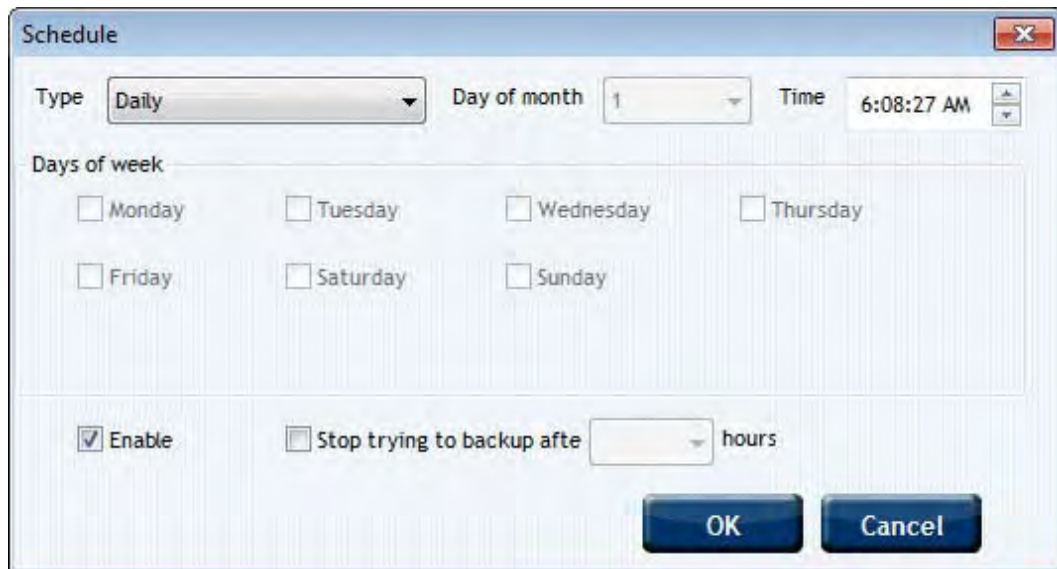 Schedule
Type Daily Day of month 1 Time 6:08:27 AM
Days of week
Monday Tuesday Wednesday Thursday
Friday Saturday Sunday
Enable Stop trying to backup afte hours
OK Cancel